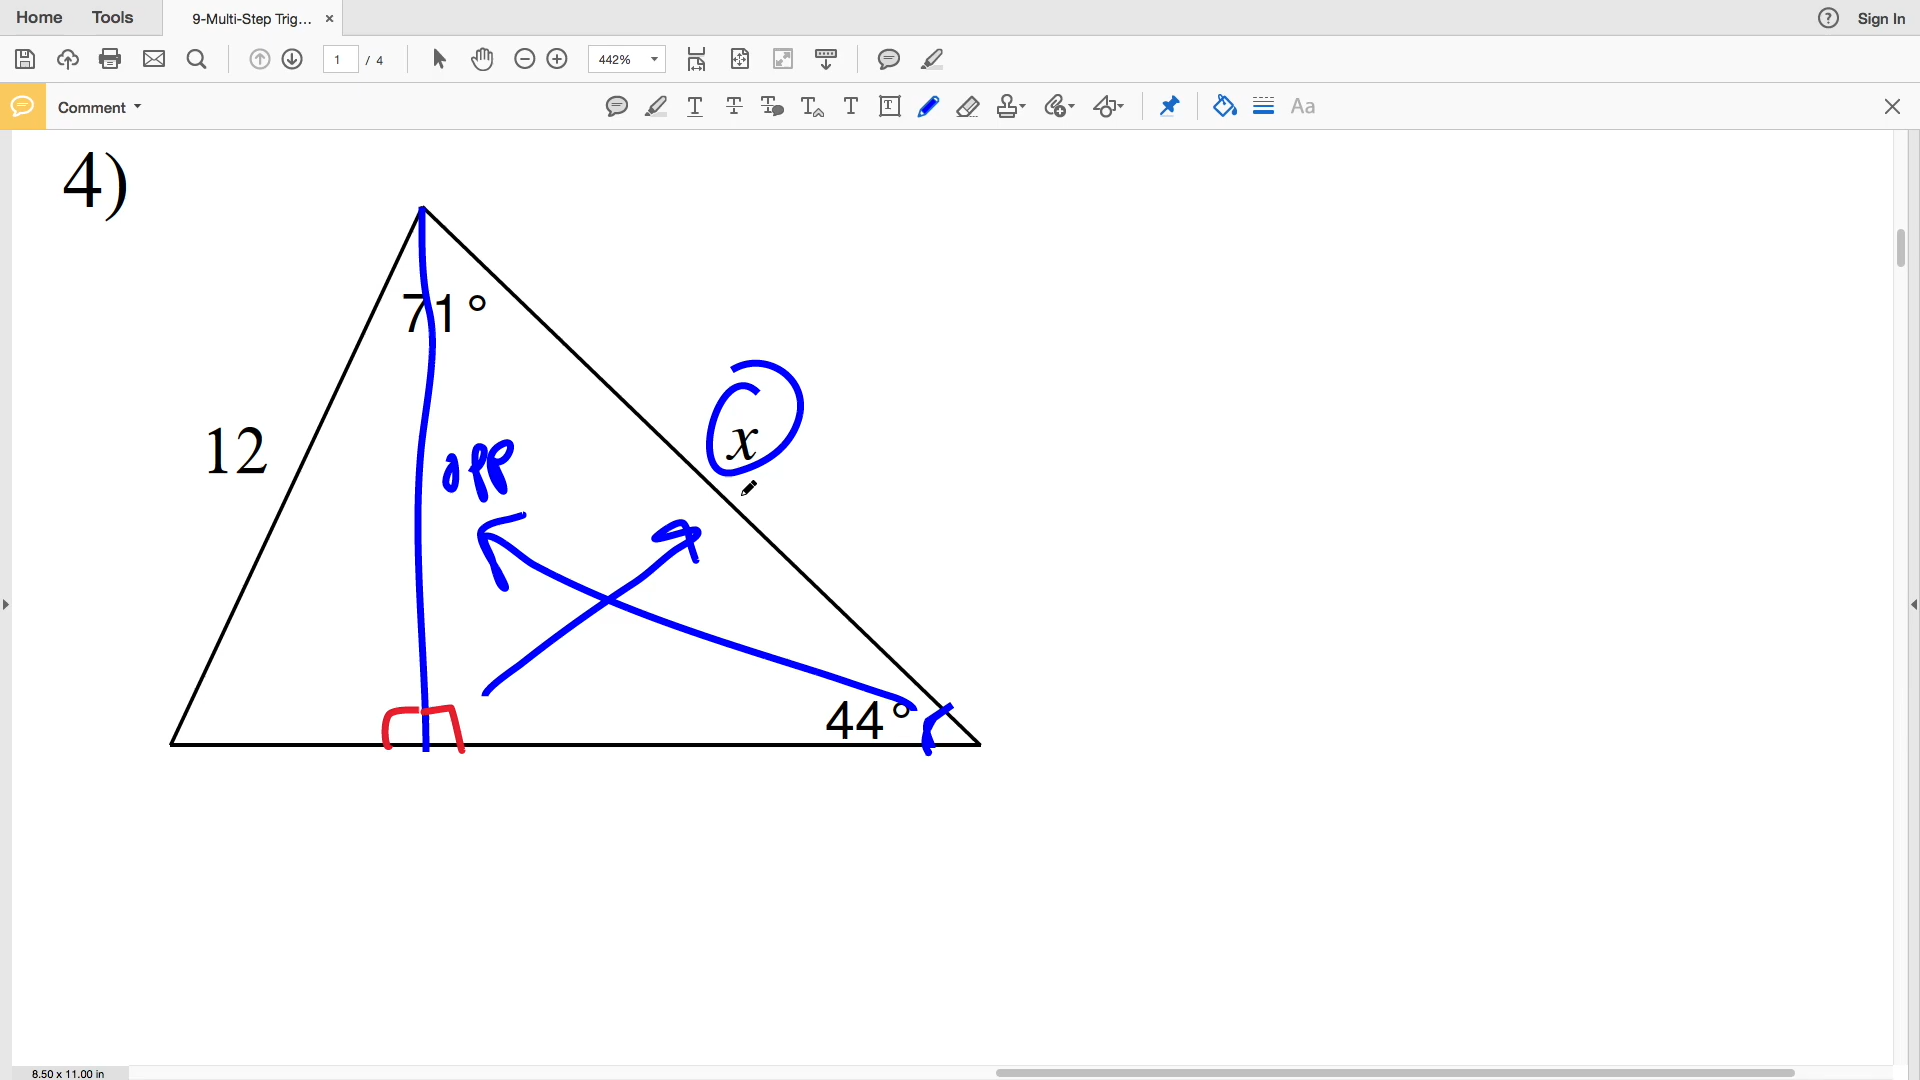 Home Tools 9-Multi-Step Trig... × ? Sign In
1 / 4 442%
Comment T T T T T T Aa
4)
71°
12
opp
x
44°
8.50 x 11.00 in